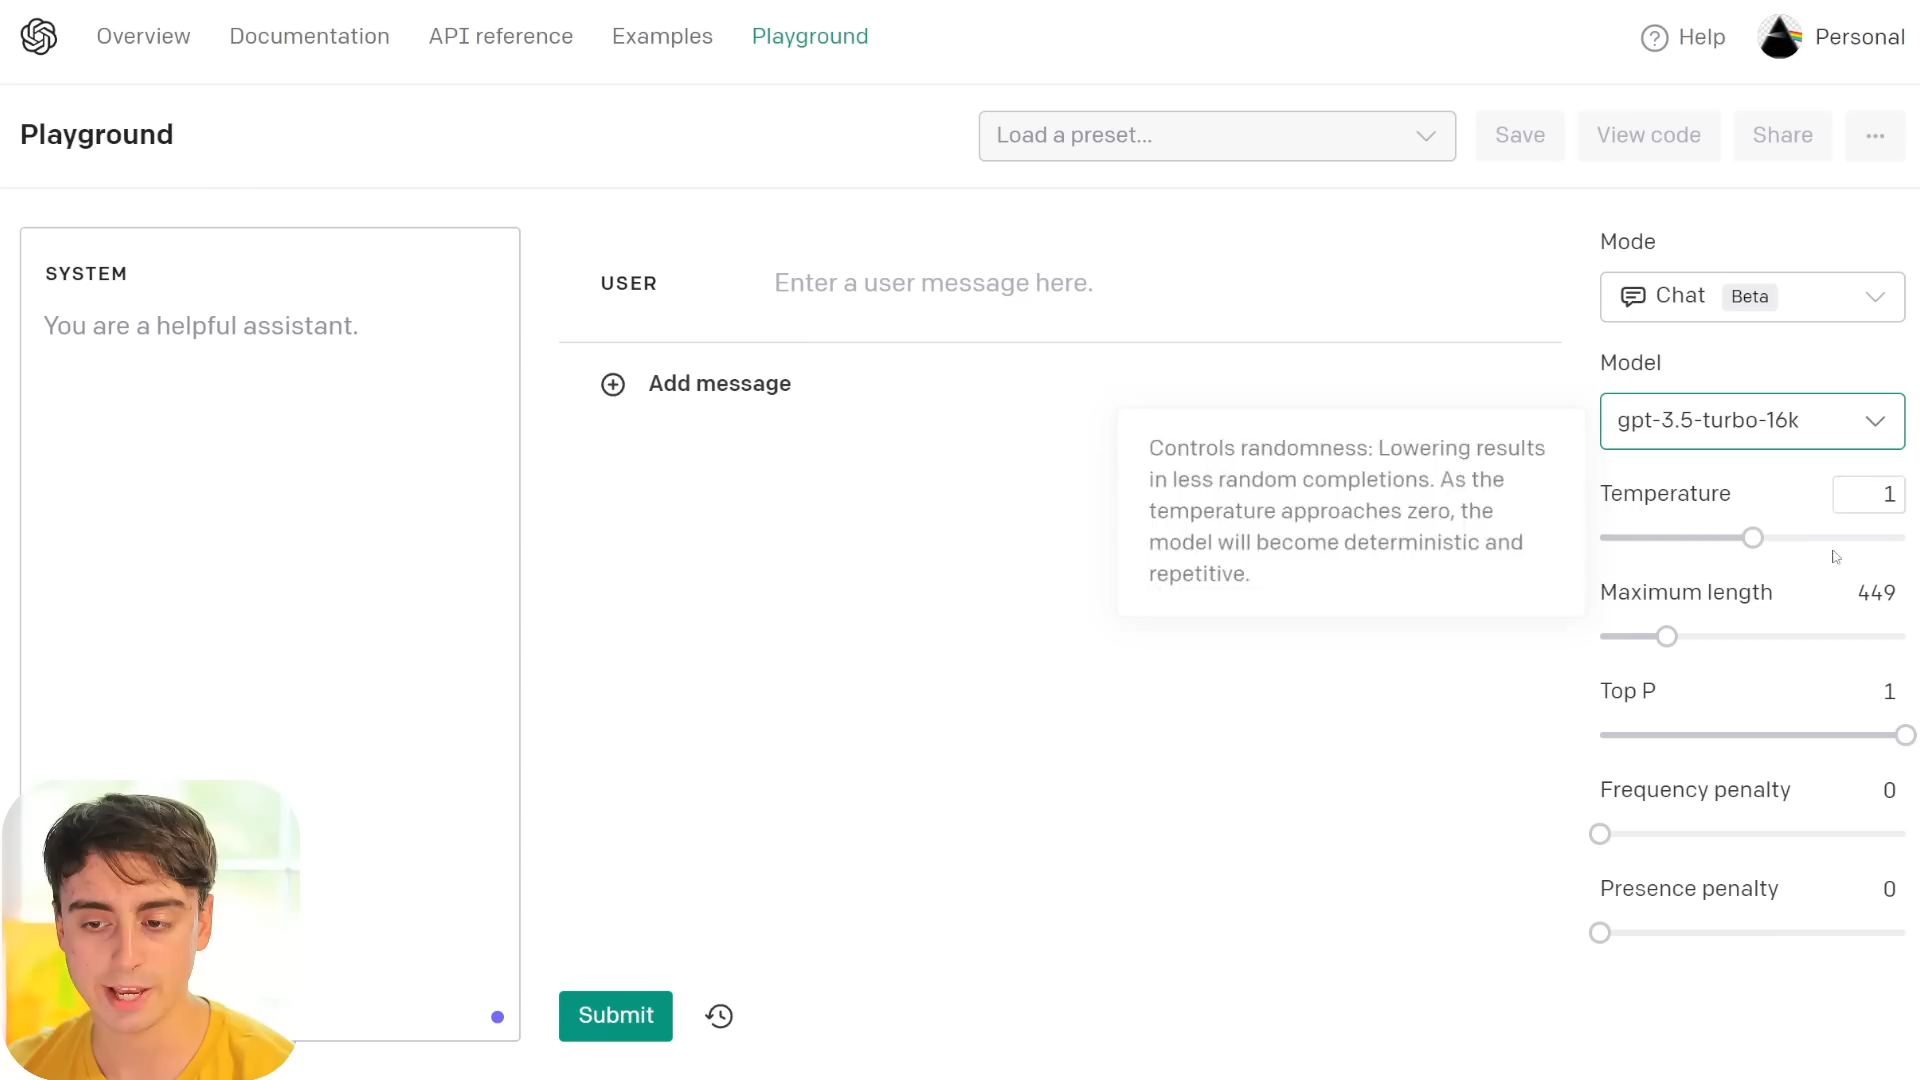 Overview Documentation API reference Examples Playground
Help Personal
Playground
Load a preset...
Save View code Share
SYSTEM
You are a helpful assistant.
USER Enter a user message here.
Add message
Controls randomness: Lowering results
in less random completions. As the
temperature approaches zero, the
model will become deterministic and
repetitive.
Submit
Mode
Chat Beta
Model
gpt-3.5-turbo-16k
Temperature 1
Maximum length 449
Top P 1
Frequency penalty 0
Presence penalty 0